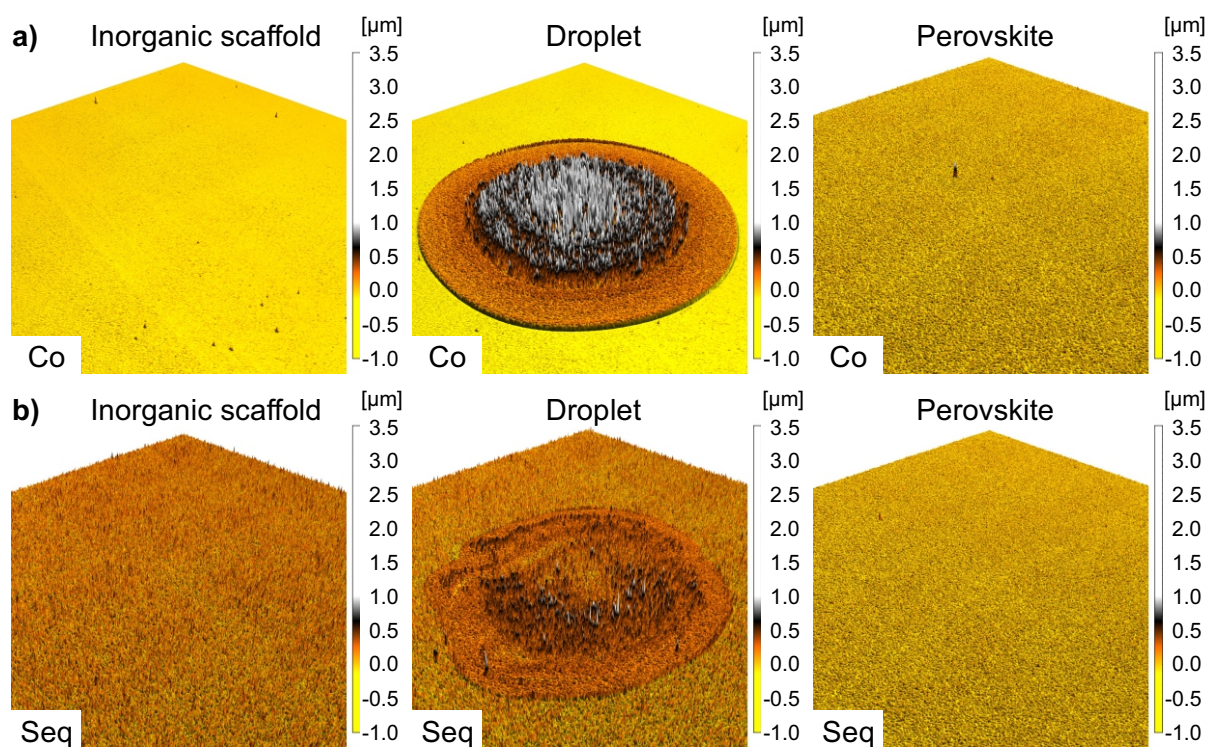 a) Inorganic scaffold [µm] Droplet [µm] Perovskite [µm]
3.5 3.5 3.5
3.0 3.0 3.0
2.5 2.5 2.5
2.0 2.0 2.0
1.5 1.5 1.5
1.0 1.0 1.0
0.5 0.5 0.5
0.0 0.0 0.0
-0.5 -0.5 -0.5
Co -1.0 Co -1.0 Co -1.0
b) Inorganic scaffold [µm] Droplet [µm] Perovskite [µm]
3.5 3.5 3.5
3.0 3.0 3.0
2.5 2.5 2.5
2.0 2.0 2.0
1.5 1.5 1.5
1.0 1.0 1.0
0.5 0.5 0.5
0.0 0.0 0.0
-0.5 -0.5 -0.5
Seq -1.0 Seq -1.0 Seq -1.0